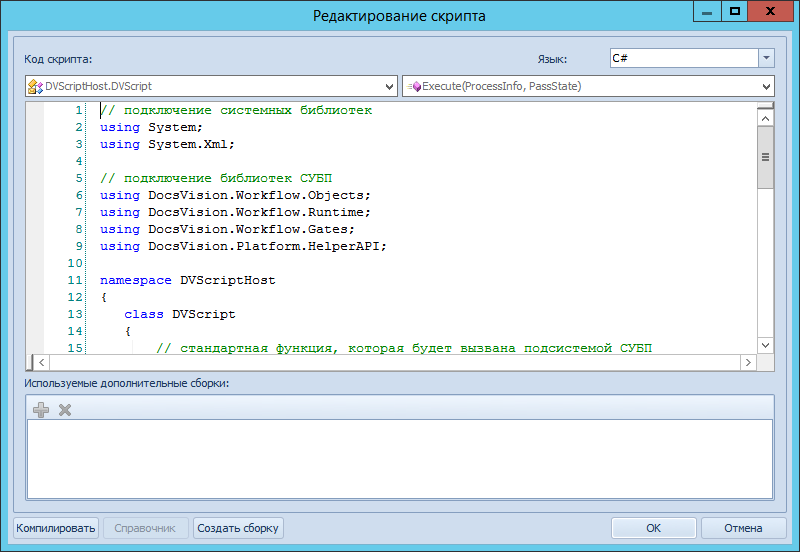 Редактирование скрипта
Код скрипта:
Язык:
C#
DVScriptHost.DVScript
Execute(ProcessInfo, PassState)
1 // подключение системных библиотек
2 using System;
3 using System.Xml;
4
5 // подключение библиотек СУБП
6 using DocsVision.Workflow.Objects;
7 using DocsVision.Workflow.Runtime;
8 using DocsVision.Workflow.Gates;
9 using DocsVision.Platform.HelperAPI;
10
11 namespace DVScriptHost
12 {
13 class DVScript
14 {
15 // стандартная функция, которая будет вызвана подсистемой СУБП
Используемые дополнительные сборки:
Компилировать
Справочник
Создать сборку
OK
Отмена